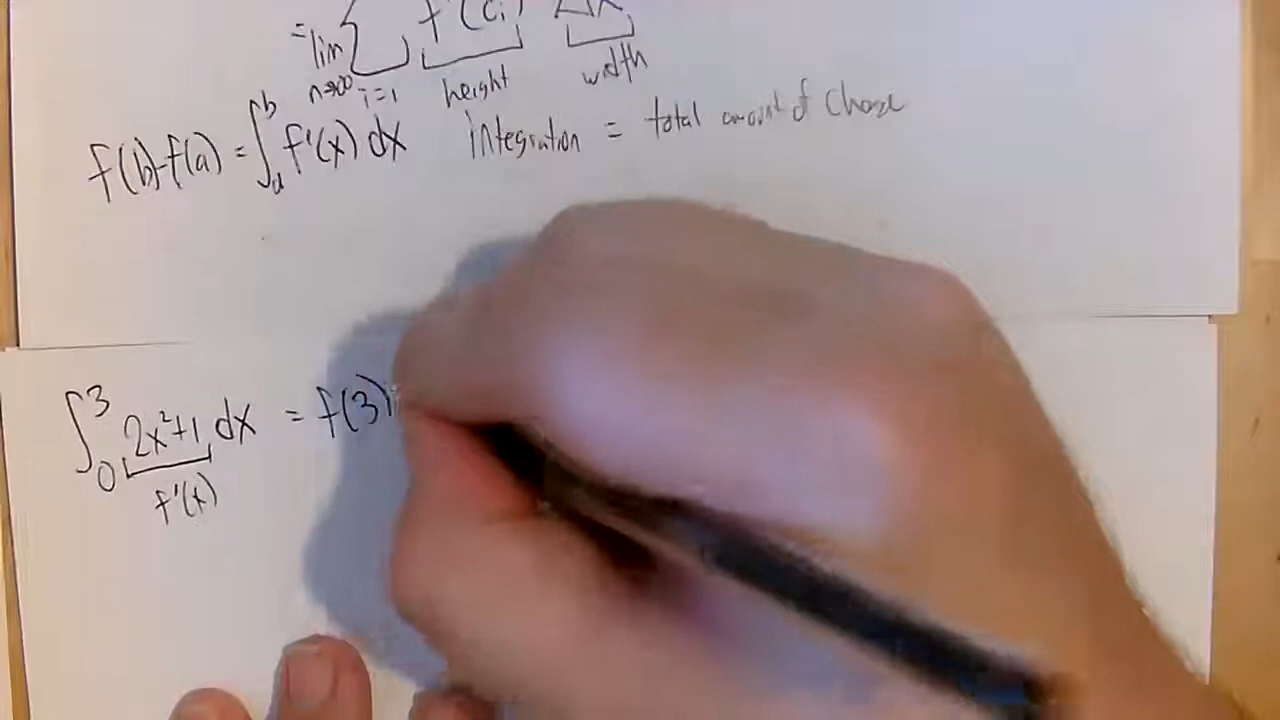 = lim Σ f'(ci) Δx
n→∞ i=1 height width
f(b)-f(a) = ∫ₐᵇ f'(x) dx integration = total amount of change
∫₀³ 2x²+1 dx = f(3)
f'(x)